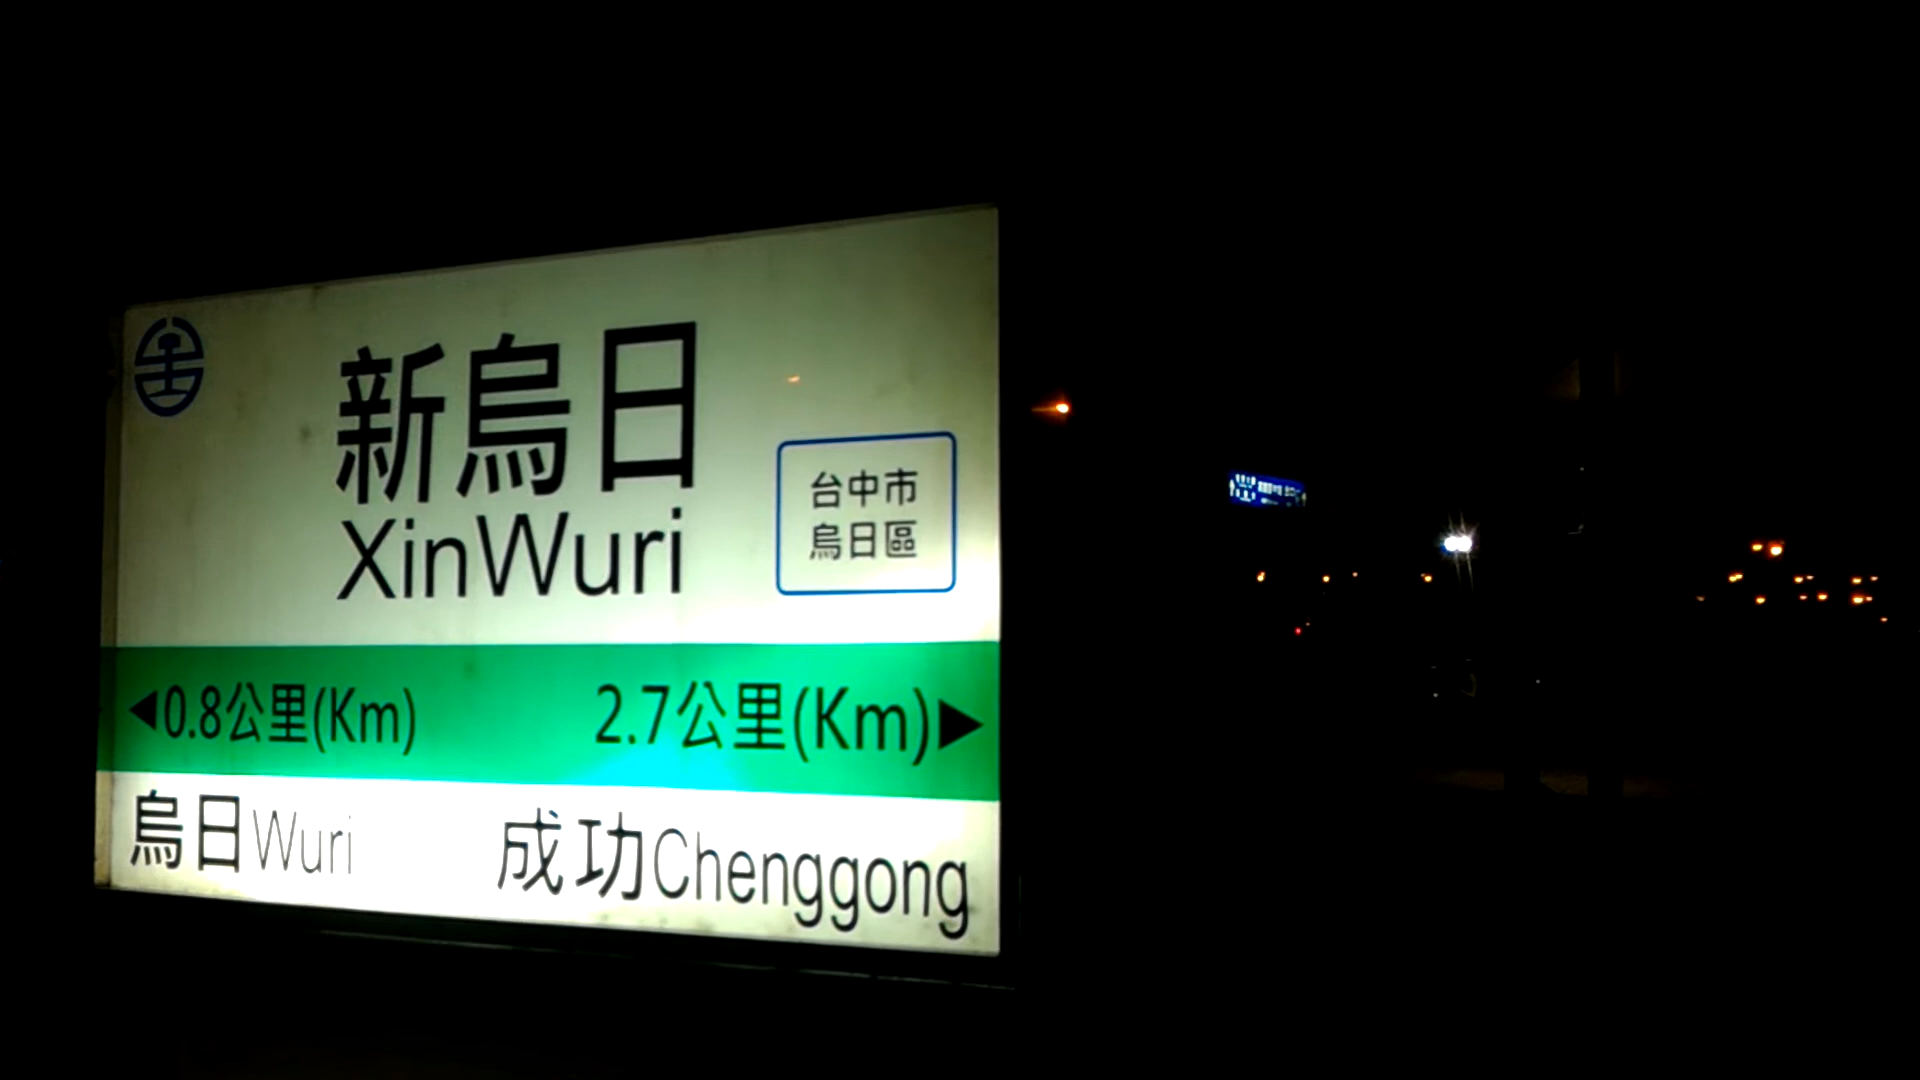 新烏日
XinWuri
台中市
烏日區
◀0.8公里(Km) 2.7公里(Km)▶
烏日Wuri 成功Chenggong